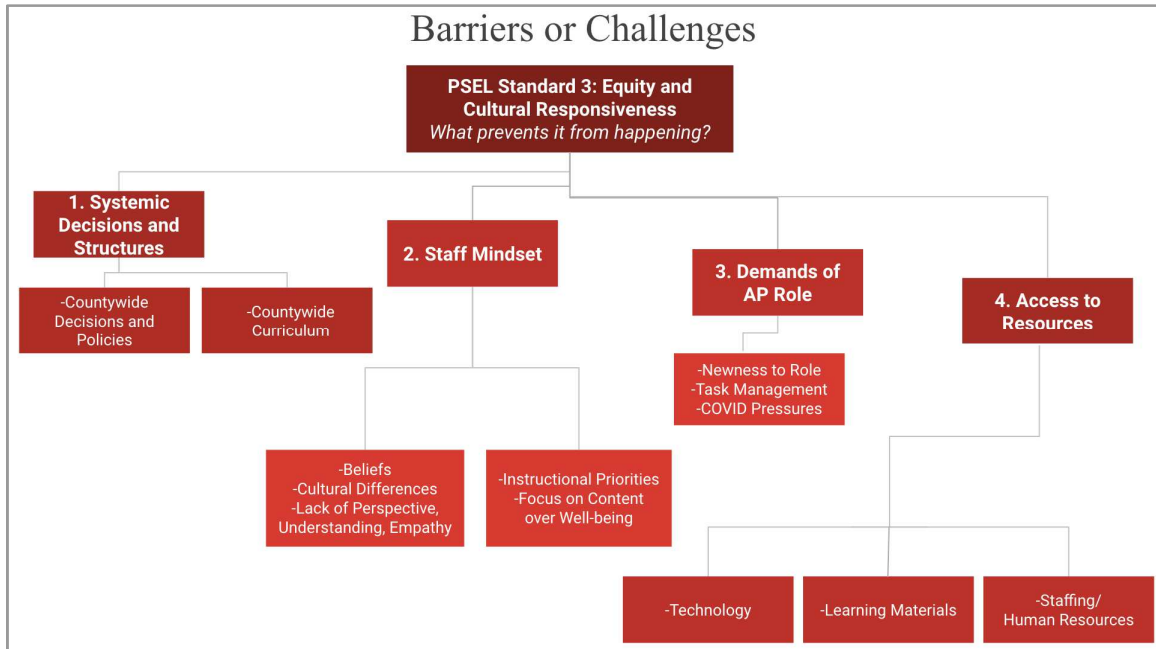 Barriers or Challenges
PSEL Standard 3: Equity and
Cultural Responsiveness
What prevents it from happening?
1. Systemic
Decisions and
Structures
-Countywide
Decisions and
Policies
-Countywide
Curriculum
2. Staff Mindset
-Beliefs
-Cultural Differences
-Lack of Perspective,
Understanding, Empathy
-Instructional Priorities
-Focus on Content
over Well-being
3. Demands of
AP Role
-Newness to Role
-Task Management
-COVID Pressures
4. Access to
Resources
-Technology
-Learning Materials
-Staffing/
Human Resources